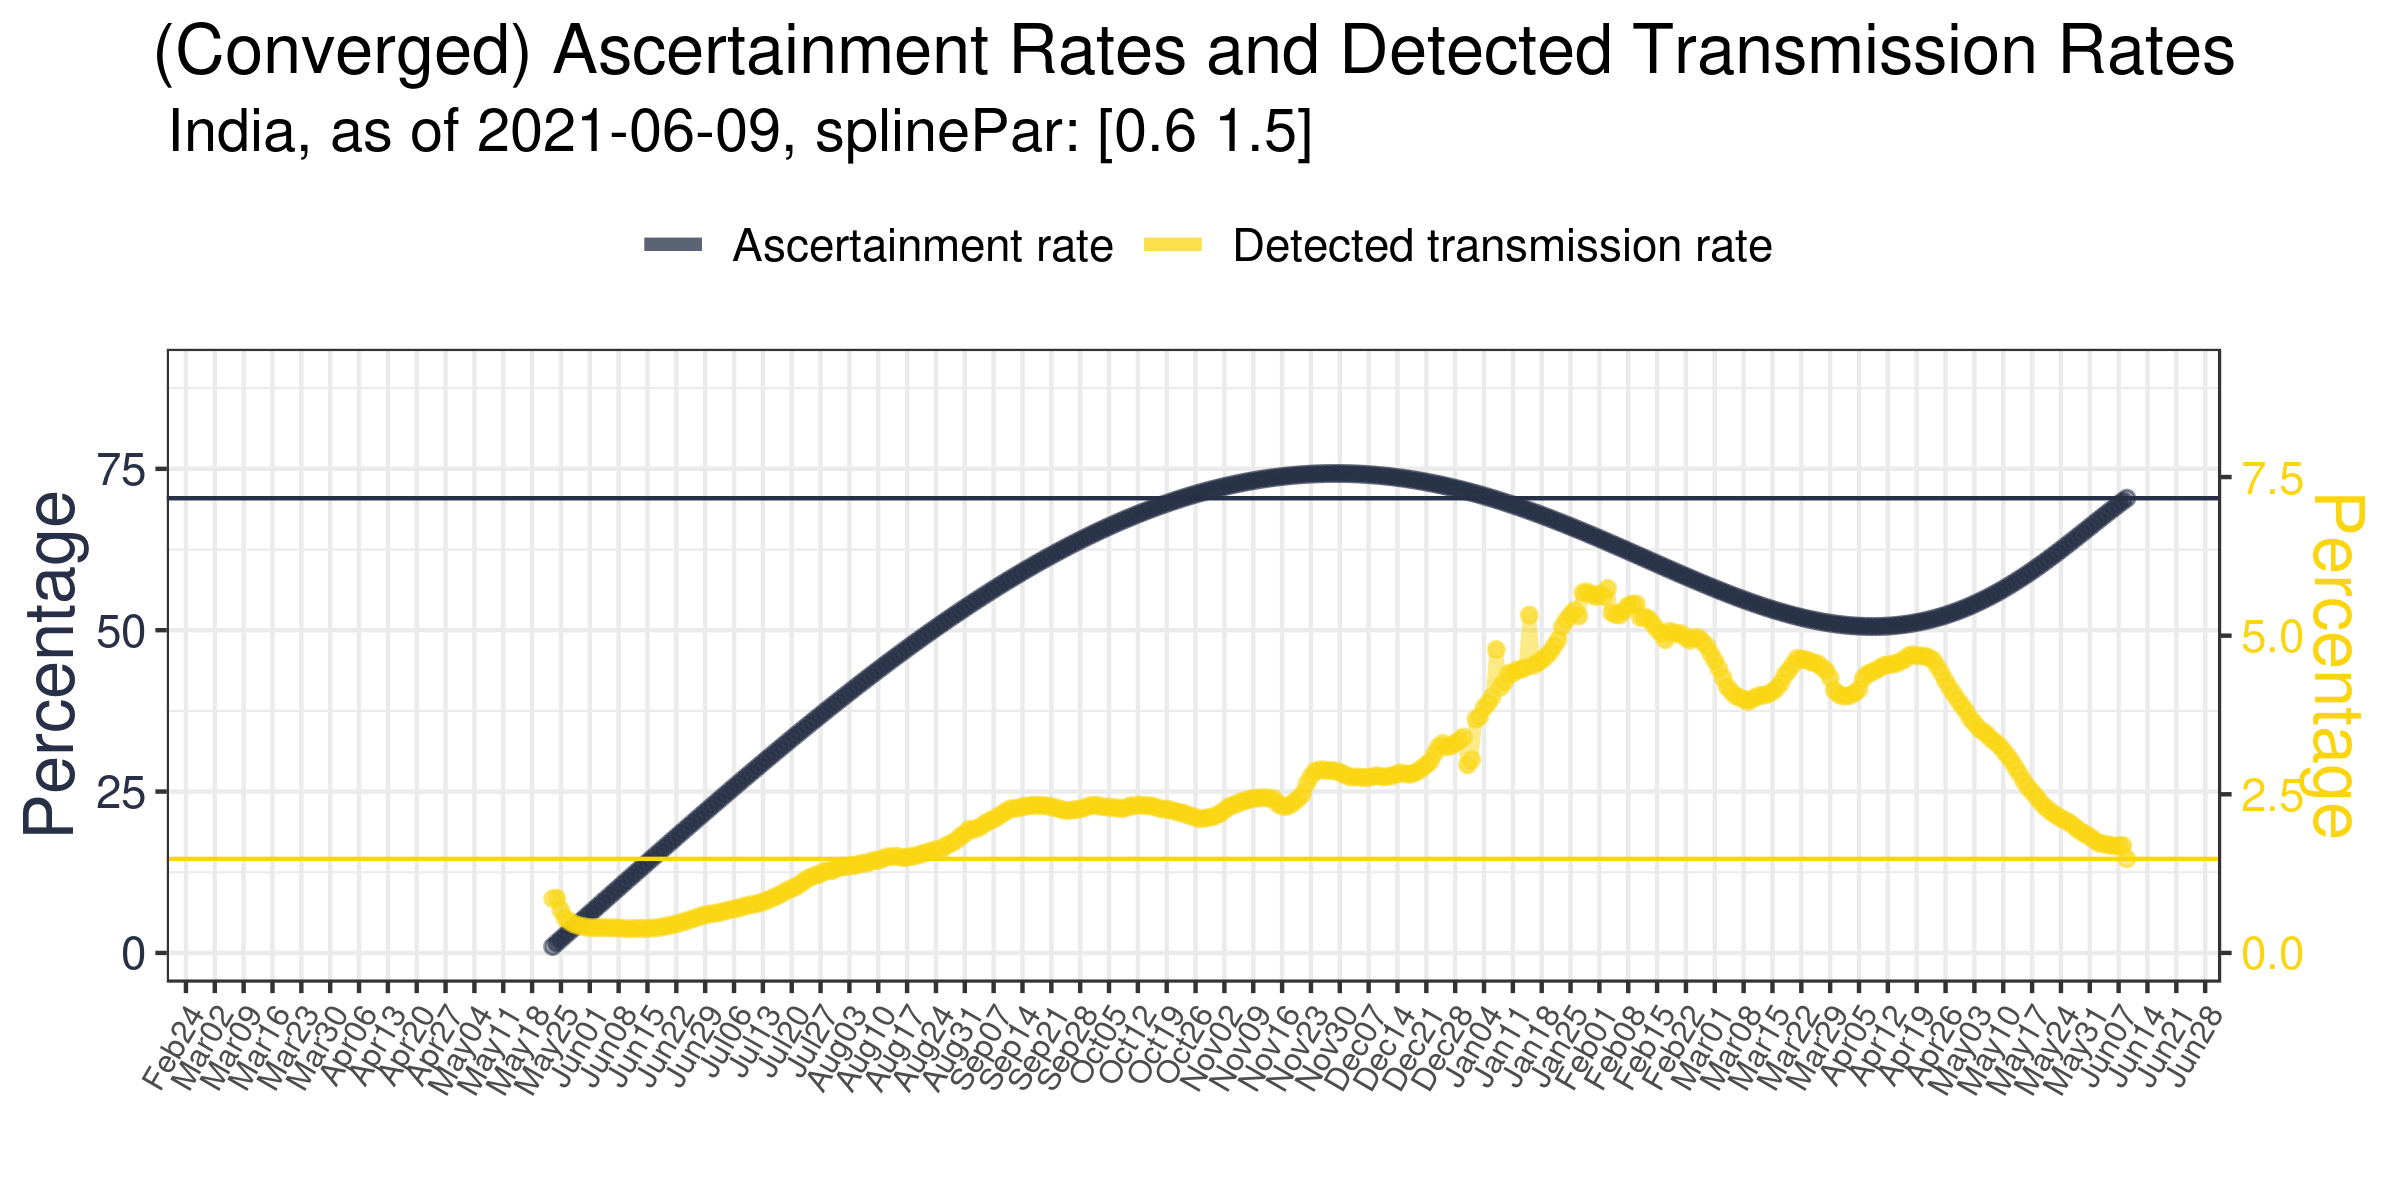 (Converged) Ascertainment Rates and Detected Transmission Rates
India, as of 2021-06-09, splinePar: [0.6 1.5]
Ascertainment rate
Detected transmission rate
Percentage
75
50
25
0
7.5
5.0
2.5
0.0
Percentage
Feb24
Mar02
Mar09
Mar16
Mar23
Mar30
Apr06
Apr13
Apr20
Apr27
May04
May11
May18
May25
Jun01
Jun08
Jun15
Jun22
Jun29
Jul06
Jul13
Jul20
Jul27
Aug03
Aug10
Aug17
Aug24
Aug31
Sep07
Sep14
Sep21
Sep28
Oct05
Oct12
Oct19
Oct26
Nov02
Nov09
Nov16
Nov23
Nov30
Dec07
Dec14
Dec21
Dec28
Jan04
Jan11
Jan18
Jan25
Feb01
Feb08
Feb15
Feb22
Mar01
Mar08
Mar15
Mar22
Mar29
Apr05
Apr12
Apr19
Apr26
May03
May10
May17
May24
May31
Jun07
Jun14
Jun21
Jun28